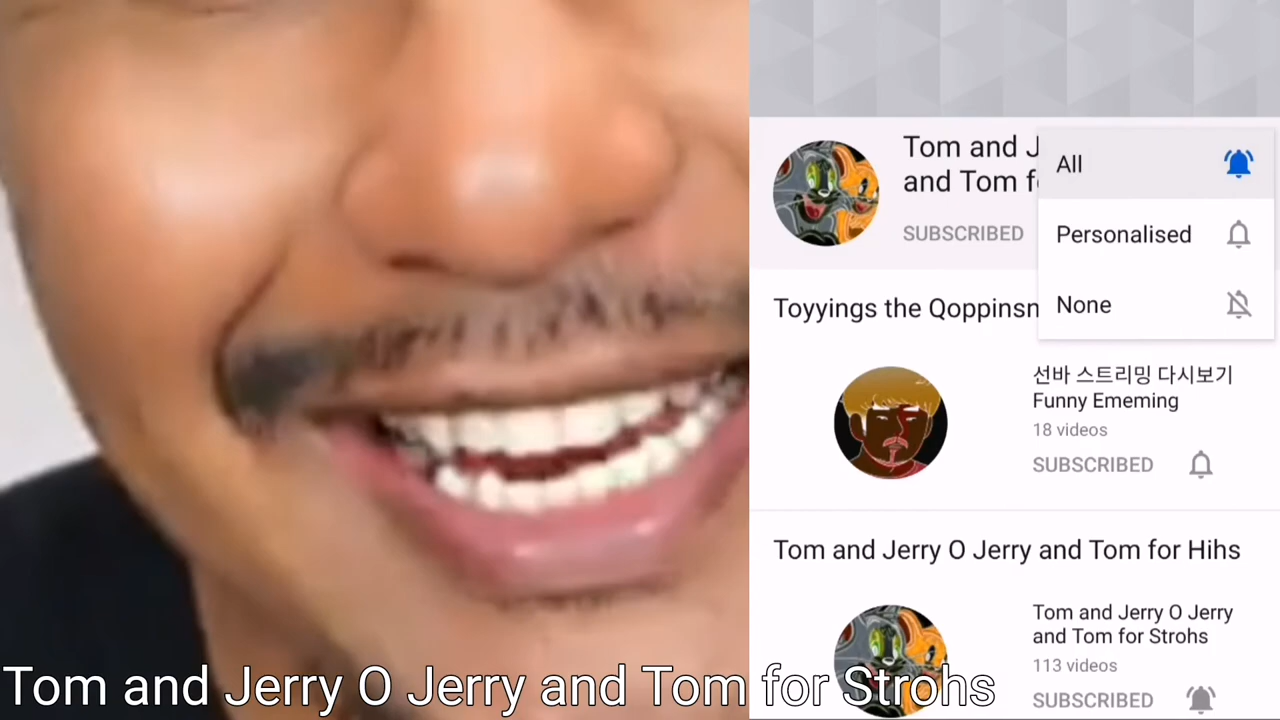 Tom and J
and Tom f
SUBSCRIBED
All
Personalised
None
Toyyings the Qoppinsn
선바 스트리밍 다시보기
Funny Ememing
18 videos
SUBSCRIBED
Tom and Jerry O Jerry and Tom for Hihs
Tom and Jerry O Jerry
and Tom for Strohs
113 videos
SUBSCRIBED
Tom and Jerry O Jerry and Tom for Strohs